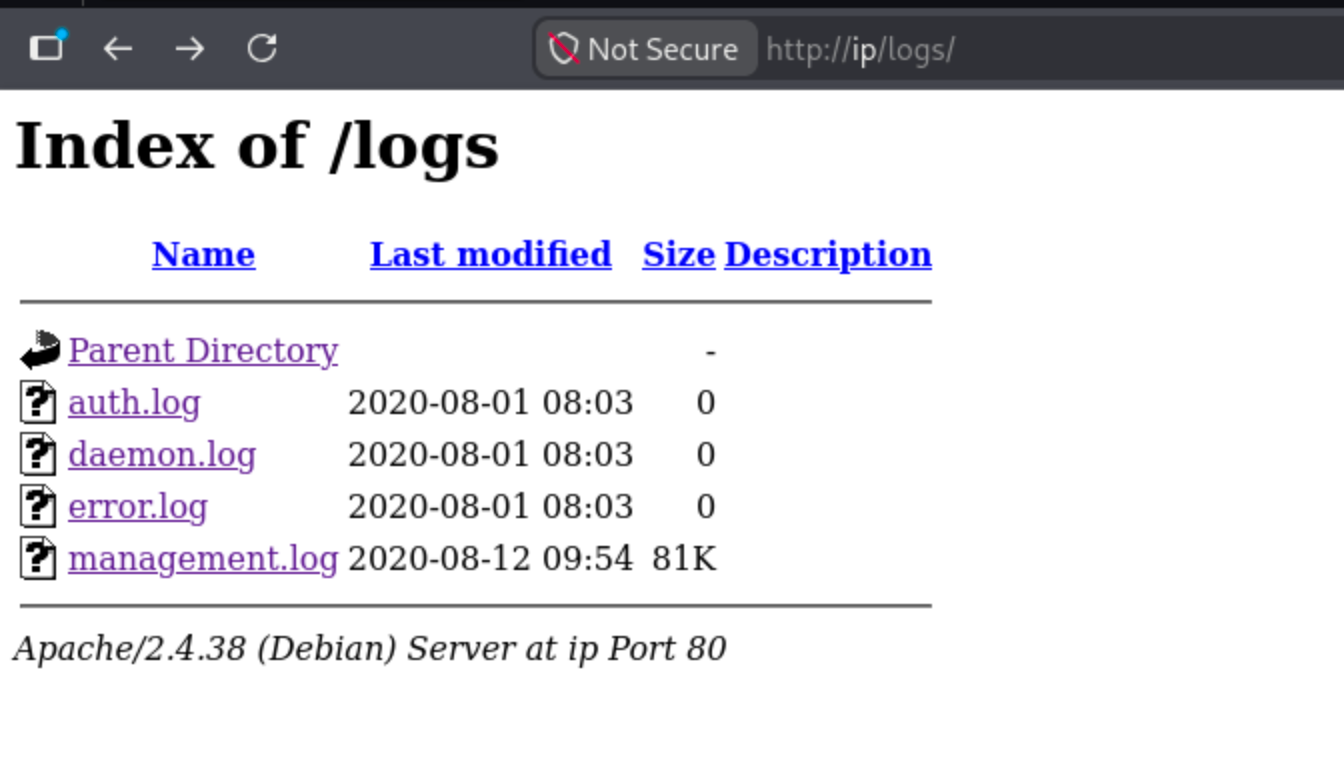 Not Secure http://ip/logs/
Index of /logs
Name Last modified Size Description
Parent Directory -
auth.log 2020-08-01 08:03 0
daemon.log 2020-08-01 08:03 0
error.log 2020-08-01 08:03 0
management.log 2020-08-12 09:54 81K
Apache/2.4.38 (Debian) Server at ip Port 80